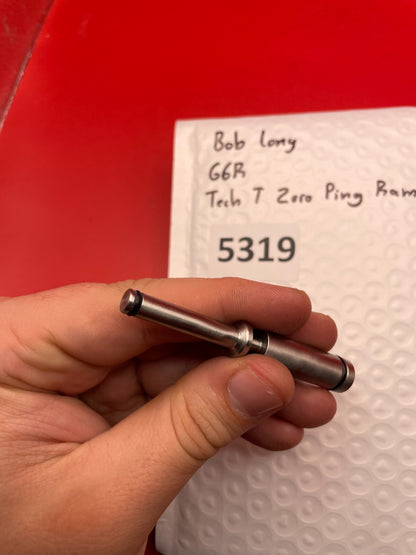 Bob Long
G6R
Tech T Zero Ping Ram
5319